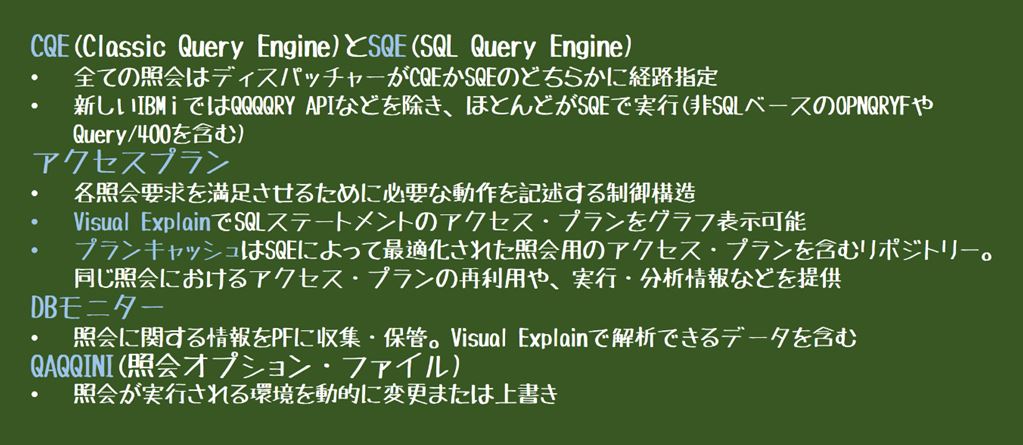 CQE(Classic Query Engine)とSQE(SQL Query Engine)
• 全ての照会はディスパッチャーがCQEかSQEのどちらかに経路指定
• 新しいIBM iではQQQQRY APIなどを除き、ほとんどがSQEで実行(非SQLベースのOPNQRYFや
Query/400を含む)
アクセスプラン
• 各照会要求を満足させるために必要な動作を記述する制御構造
• Visual ExplainでSQLステートメントのアクセス・プランをグラフ表示可能
• プランキャッシュはSQEによって最適化された照会用のアクセス・プランを含むリポジトリー。
同じ照会におけるアクセス・プランの再利用や、実行・分析情報などを提供
DBモニター
• 照会に関する情報をPFに収集・保管。Visual Explainで解析できるデータを含む
QAQQINI(照会オプション・ファイル)
• 照会が実行される環境を動的に変更または上書き